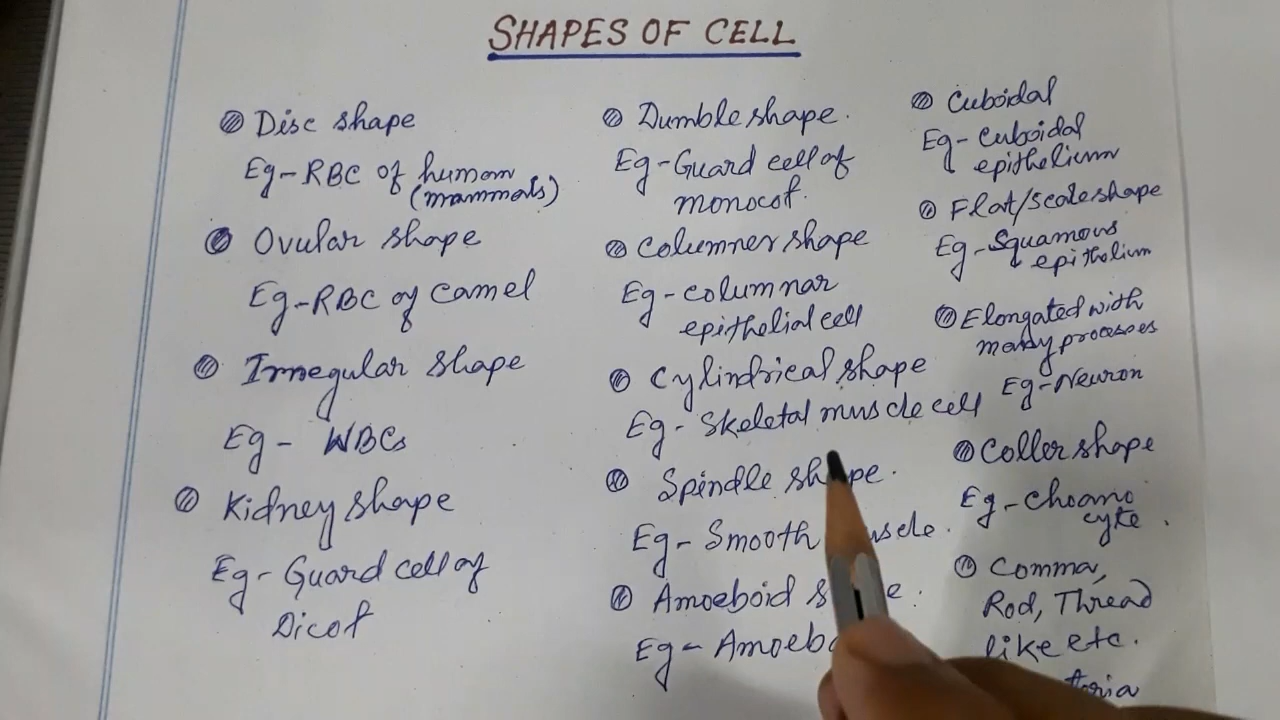 SHAPES OF CELL
Disc shape
Eg-RBC of human
(mammals)
Ovular shape
Eg-RBC of camel
Irregular shape
Eg- WBCs
Kidney shape
Eg-Guard cell of
Dicot
Dumble shape.
Eg-Guard cell of
monocot.
Columner shape
Eg-columnar
epithelial cell
Cylindrical shape
Eg-Skeletal muscle cell
Spindle shape.
Eg-Smooth
Amoeboid
Eg-
Cuboidal
Eg-Cuboidal
epithelium
Flat/Scale shape
Eg-Squamous
epithelium
Elongated with
many processes
Eg-Neuron
Coller shape
Eg-Choano
cyte.
Comma,
Rod, Thread
like etc.